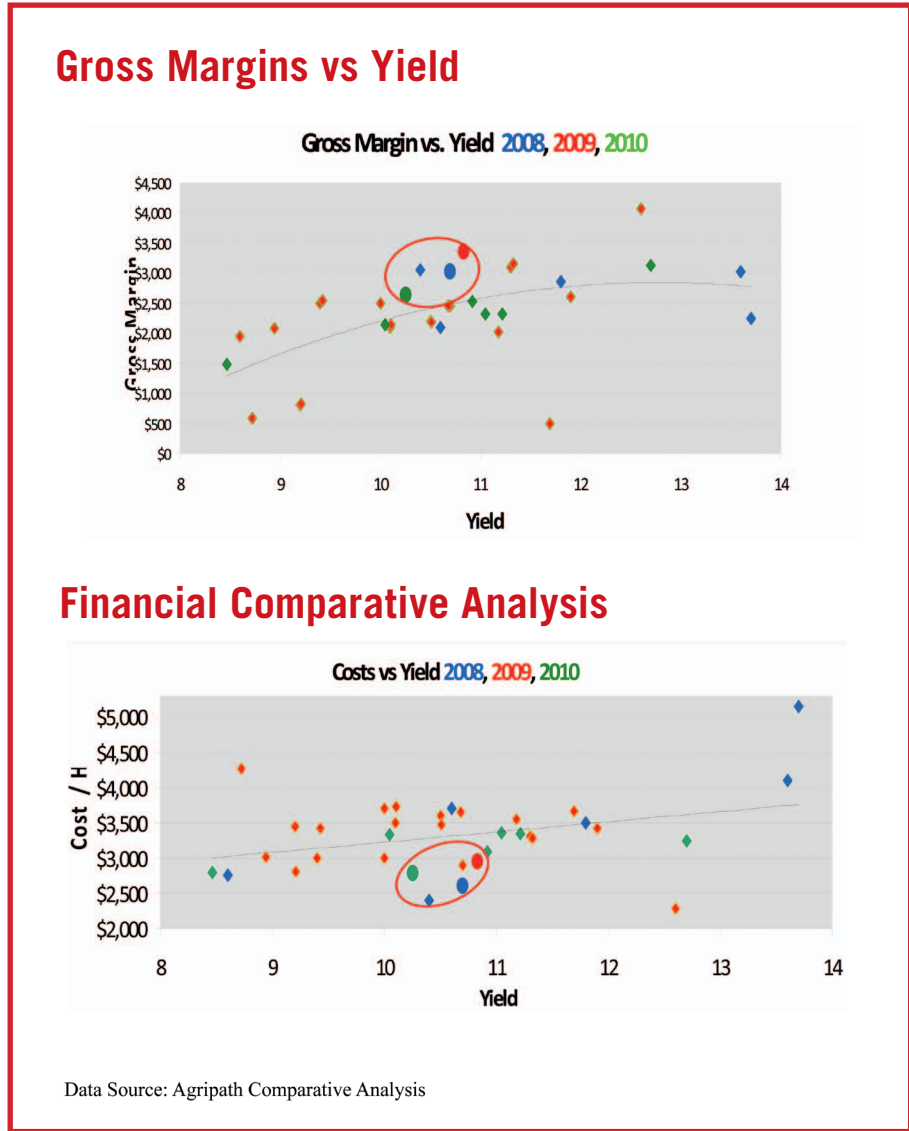 Gross Margins vs Yield
Gross Margin vs. Yield 2008, 2009, 2010
$4,500
$4,000
$3,500
$3,000
$2,500
$2,000
$1,500
$1,000
$500
$0
Gross Margin
8 9 10 11 12 13 14
Yield
Financial Comparative Analysis
Costs vs Yield 2008, 2009, 2010
$5,000
$4,500
$4,000
$3,500
$3,000
$2,500
$2,000
Cost / H
8 9 10 11 12 13 14
Yield
Data Source: Agripath Comparative Analysis